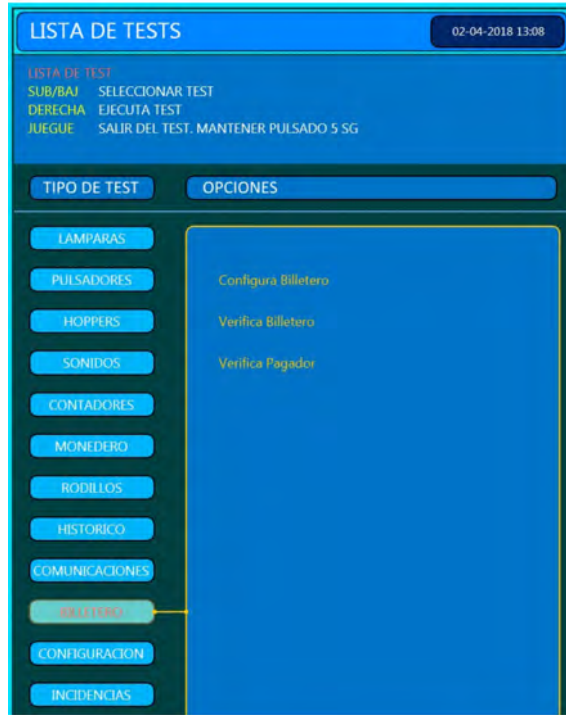 LISTA DE TESTS
02-04-2018 13:08
LISTA DE TEST
SUB/BAJ SELECCIONAR TEST
DERECHA EJECUTA TEST
JUEGUE SALIR DEL TEST. MANTENER PULSADO 5 SG
TIPO DE TEST OPCIONES
LAMPARAS
PULSADORES
Configura Billetero
HOPPERS
Verifica Billetero
SONIDOS
Verifica Pagador
CONTADORES
MONEDERO
RODILLOS
HISTORICO
COMUNICACIONES
BILLETERO
CONFIGURACION
INCIDENCIAS